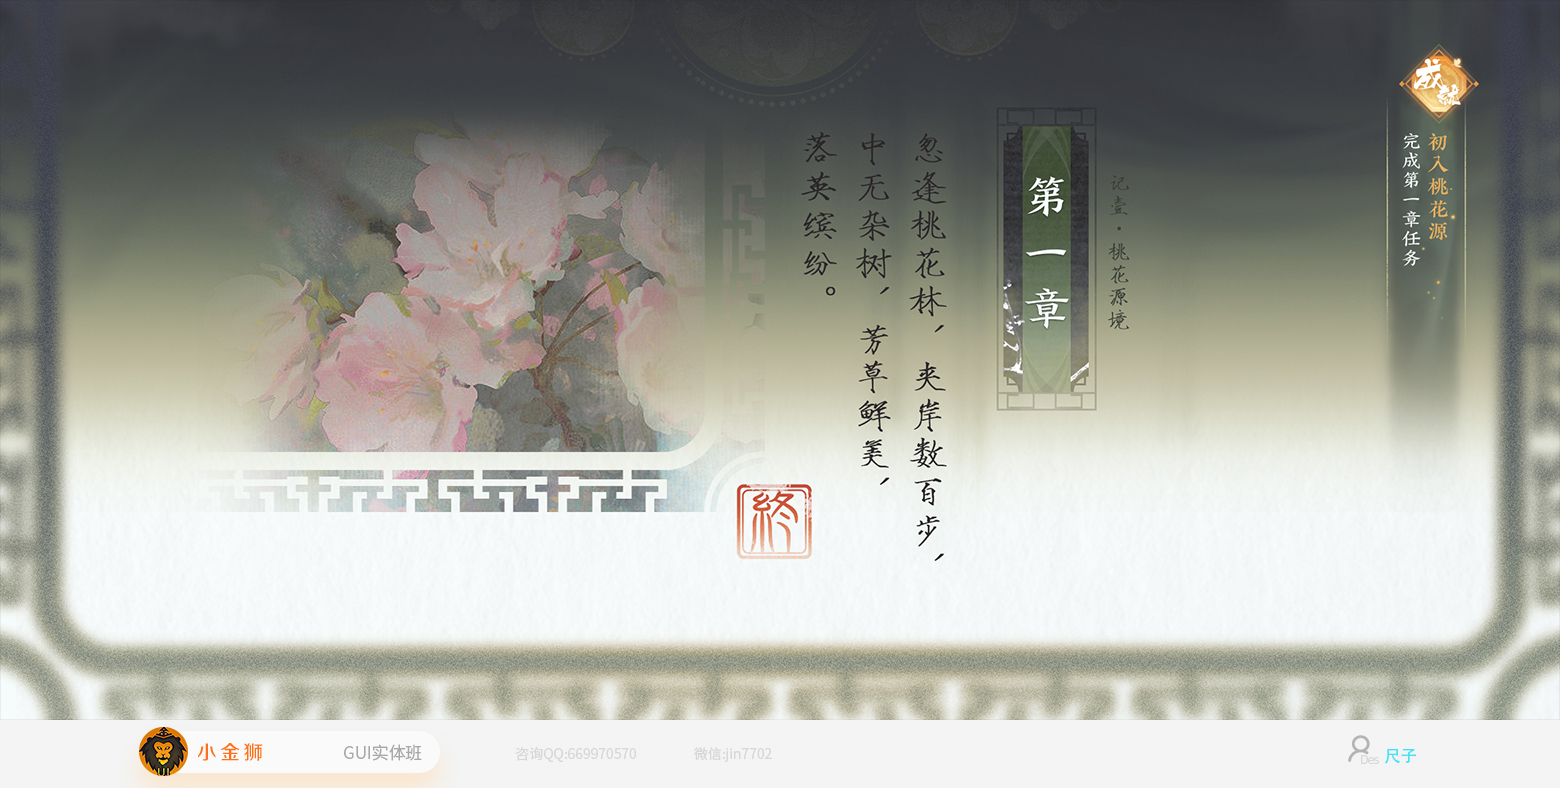 成就
初入桃花源
完成第一章任务
记壹·桃花源境
第一章
忽逢桃花林，夹岸数百步，
中无杂树，芳草鲜美，
落英缤纷。
終
小金狮
UI
GUI实体班
咨询QQ:669970570
微信:jin7702
Des 尺子